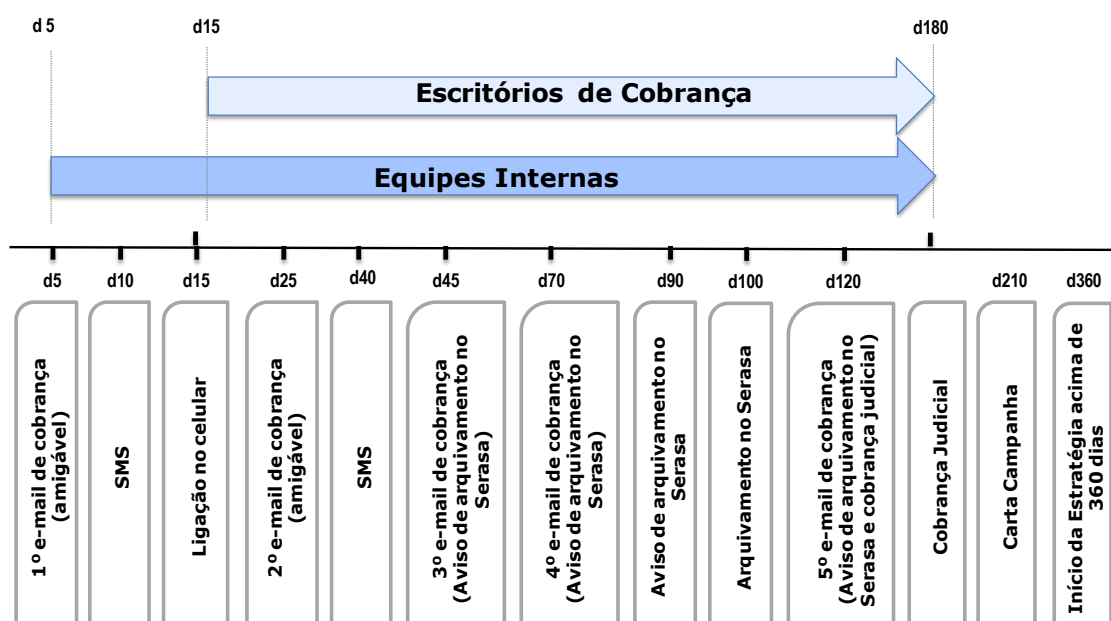 d 5
d15
d180
Escritórios de Cobrança
Equipes Internas
d5
d10
d15
d25
d40
d45
d70
d90
d100
d120
d210
d360
1º e-mail de cobrança
(amigável)
SMS
Ligação no celular
2º e-mail de cobrança
(amigável)
SMS
3º e-mail de cobrança
(Aviso de arquivamento no
Serasa)
4º e-mail de cobrança
(Aviso de arquivamento no
Serasa)
Aviso de arquivamento no
Serasa
Arquivamento no Serasa
5º e-mail de cobrança
(Aviso de arquivamento no
Serasa e cobrança judicial)
Cobrança Judicial
Carta Campanha
Início da Estratégia acima de
360 dias